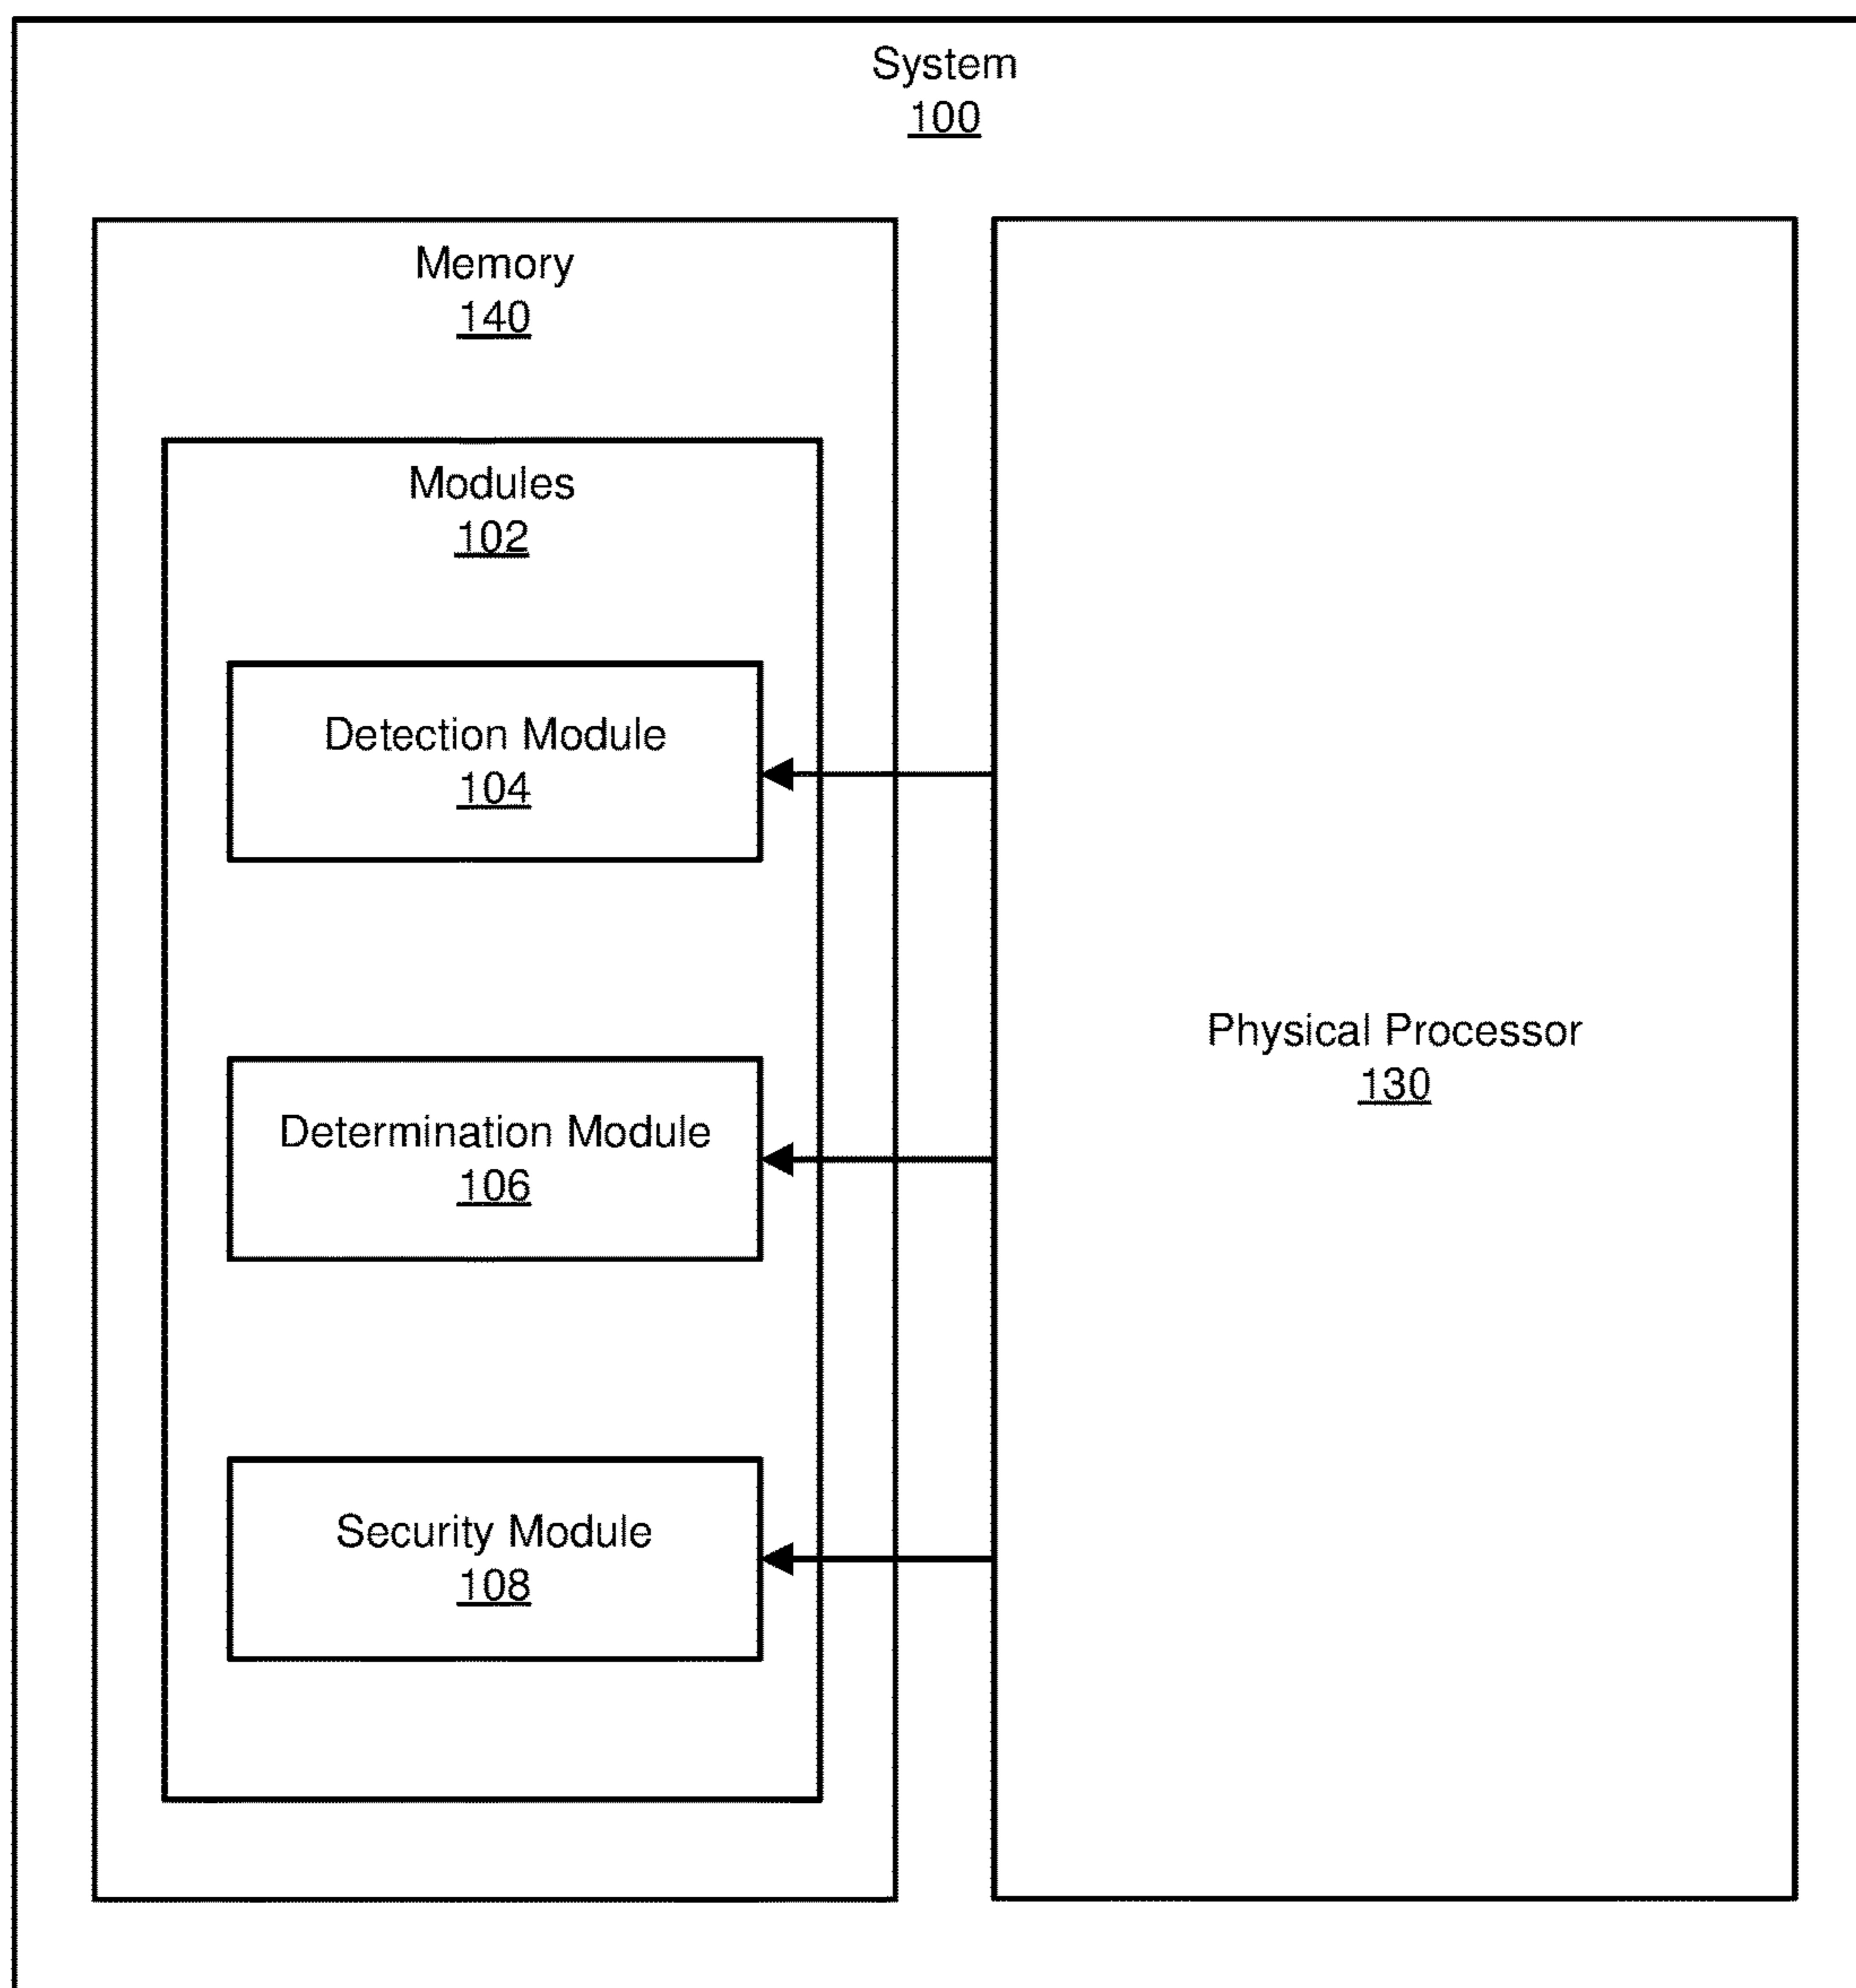 System
100
Memory
140
Modules
102
Detection Module
104
Determination Module
106
Security Module
108
Physical Processor
130